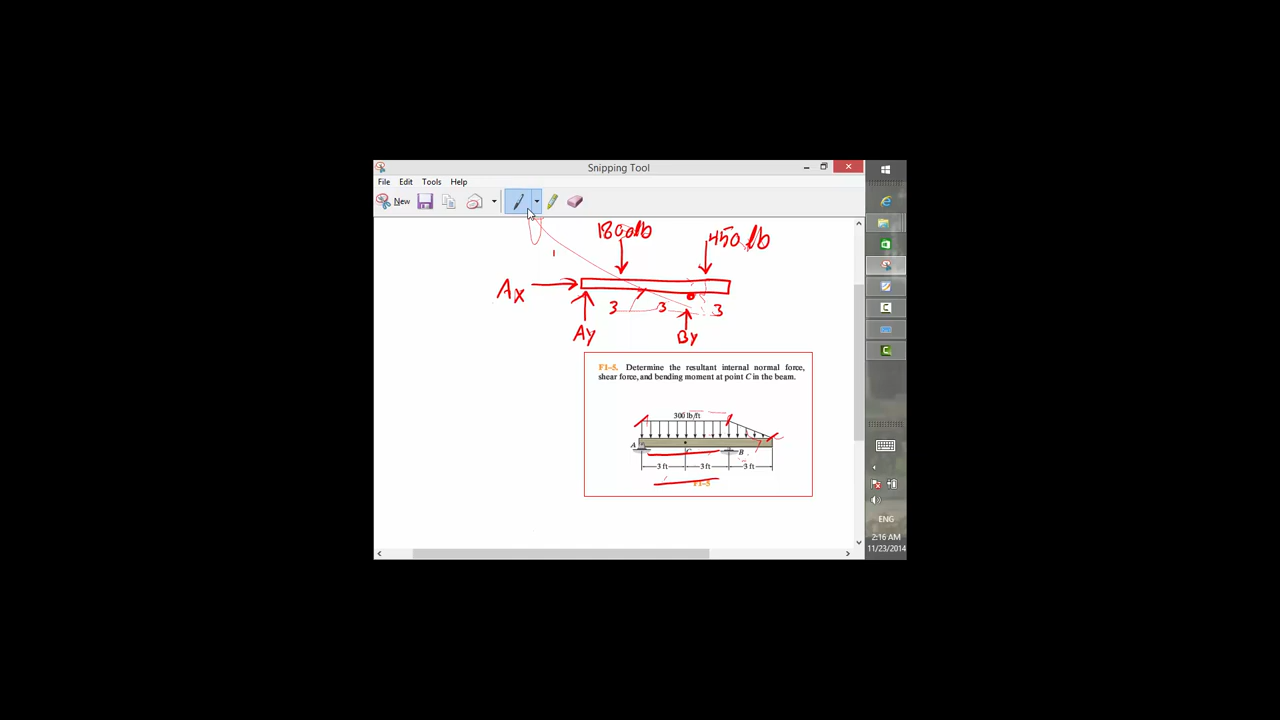 Snipping Tool
File Edit Tools Help
New
1800lb
450 lb
Ax
3 3 3
Ay By
F1–5. Determine the resultant internal normal force,
shear force, and bending moment at point C in the beam.
300 lb/ft
A C B
3 ft 3 ft 3 ft
F1–5
ENG
2:16 AM
11/23/2014